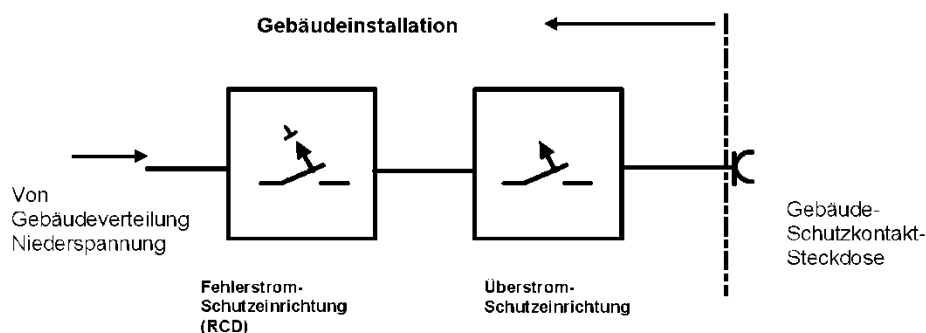 Gebäudeinstallation
Von
Gebäudeverteilung
Niederspannung
Gebäude-
Schutzkontakt-
Steckdose
Fehlerstrom-
Schutzeinrichtung
(RCD)
Überstrom-
Schutzeinrichtung